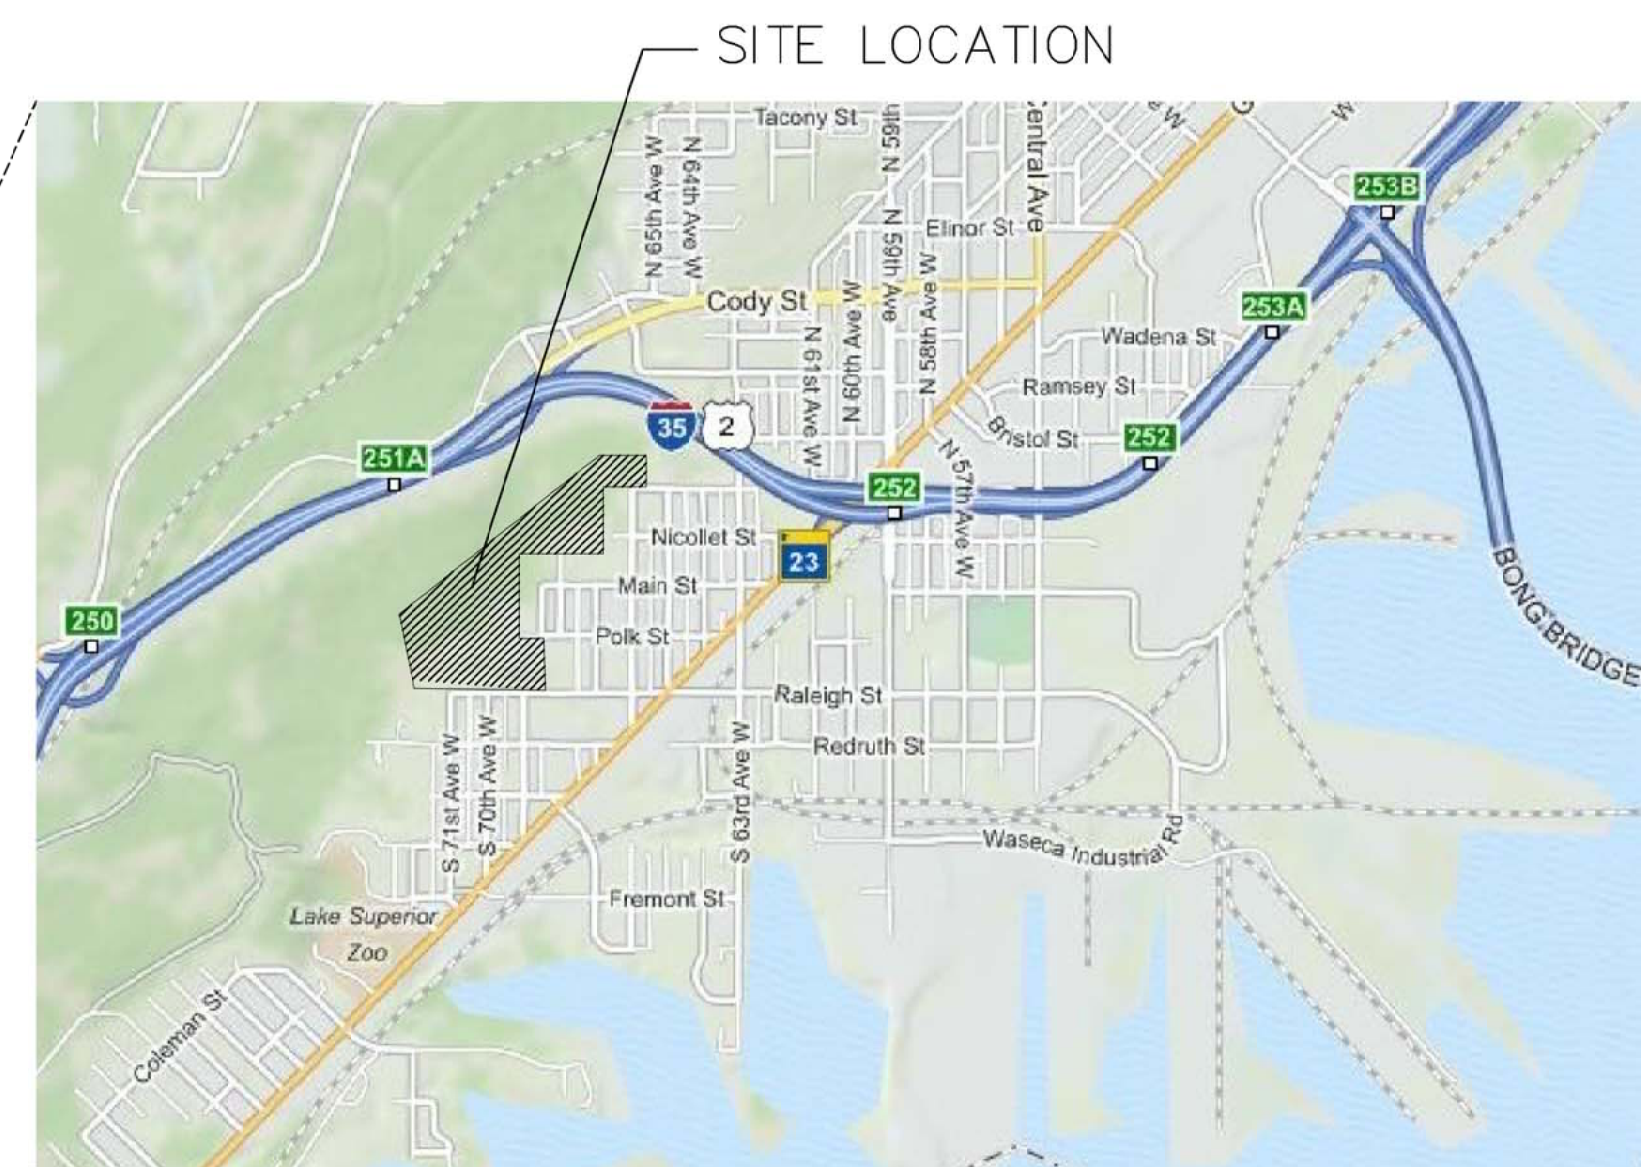 SITE LOCATION
Tacony St
N 59th
entral Ave
W
W
N 65th Ave W
N 64th Ave W
253B
Elinor St
N 59th Ave
N 58th Ave W
Cody St
253A
N 61st Ave W
N 60th Ave W
Wadena St
Ramsey St
35
2
Bristol St
252
251A
N 57th Ave W
252
Nicollet St
23
Main St
BONG BRIDGE
250
Polk St
Raleigh St
Redruth St
S 71st Ave W
S 70th Ave W
S 63rd Ave W
Waseca Industrial Rd
Fremont St
Lake Superior
Zoo
Coleman St